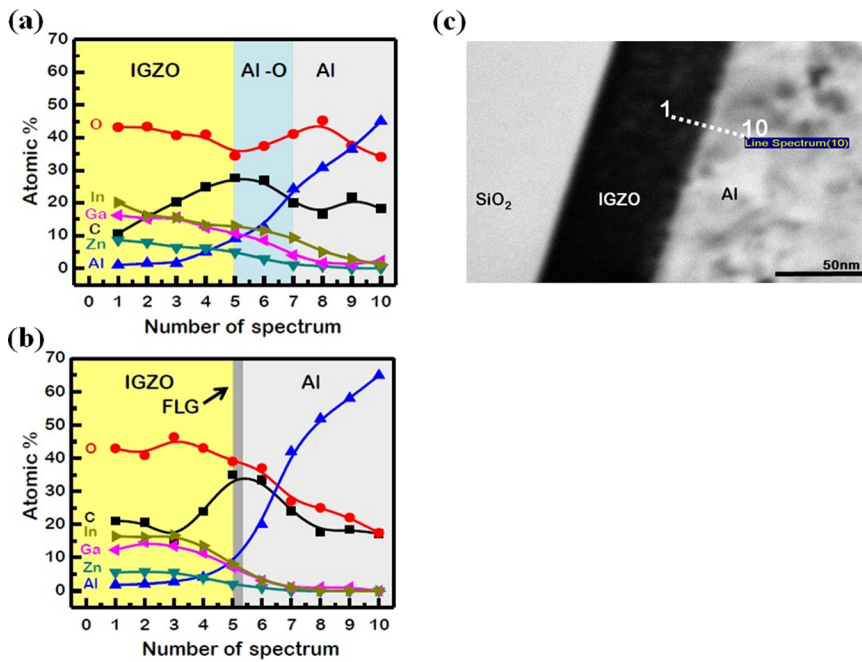 (a)
70
60
50
40
30
20
10
0
Atomic %
IGZO
Al -O
Al
O
In
Ga
C
Zn
Al
0 1 2 3 4 5 6 7 8 9 10
Number of spectrum
(b)
70
60
50
40
30
20
10
0
Atomic %
IGZO
FLG
Al
O
C
In
Ga
Zn
Al
0 1 2 3 4 5 6 7 8 9 10
Number of spectrum
(c)
1
10
Line Spectrum(10)
SiO₂
IGZO
Al
50nm